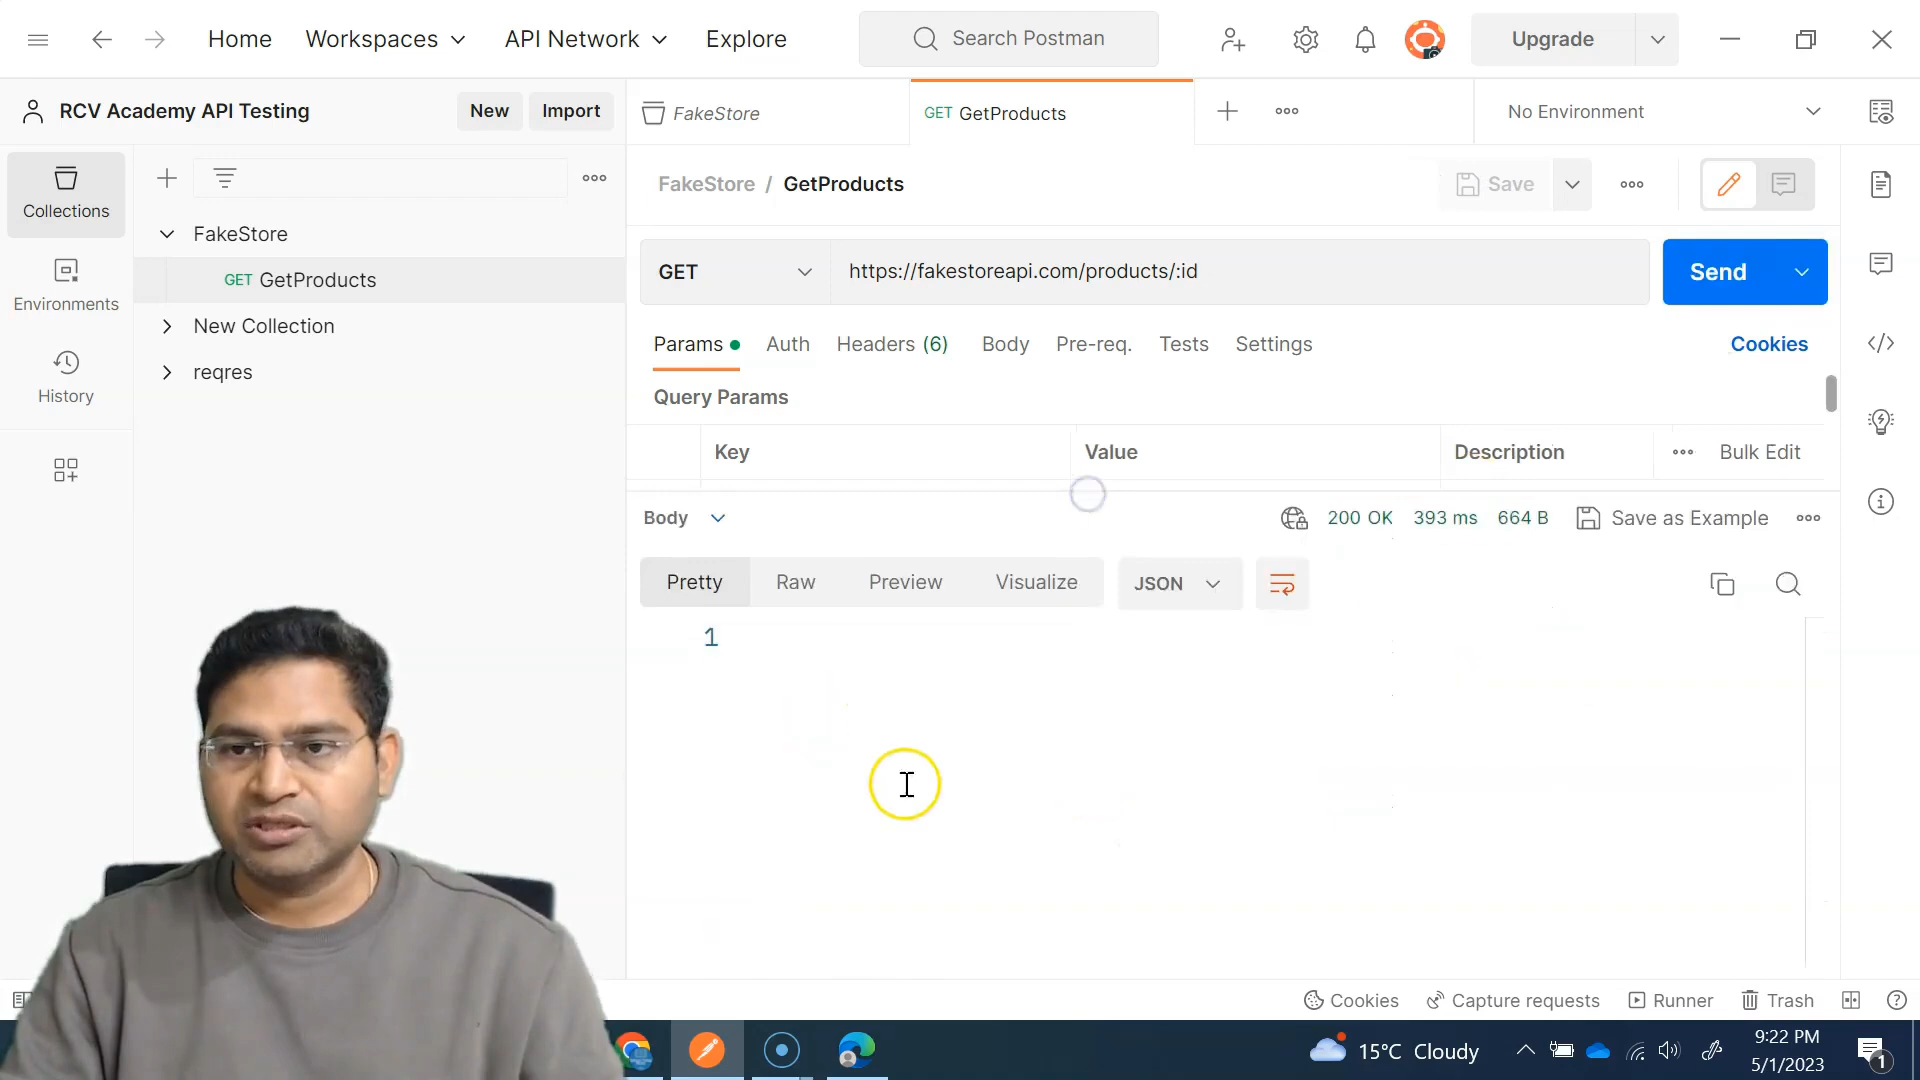 Home
Workspaces
API Network
Explore
Search Postman
Upgrade
RCV Academy API Testing
New
Import
FakeStore
GET GetProducts
No Environment
Collections
Environments
History
FakeStore
GET GetProducts
New Collection
reqres
FakeStore / GetProducts
Save
GET
https://fakestoreapi.com/products/:id
Send
Params
Auth
Headers (6)
Body
Pre-req.
Tests
Settings
Cookies
Query Params
Key
Value
Description
Bulk Edit
Body
200 OK
393 ms
664 B
Save as Example
Pretty
Raw
Preview
Visualize
JSON
1
Cookies
Capture requests
Runner
Trash
15°C Cloudy
9:22 PM
5/1/2023
1